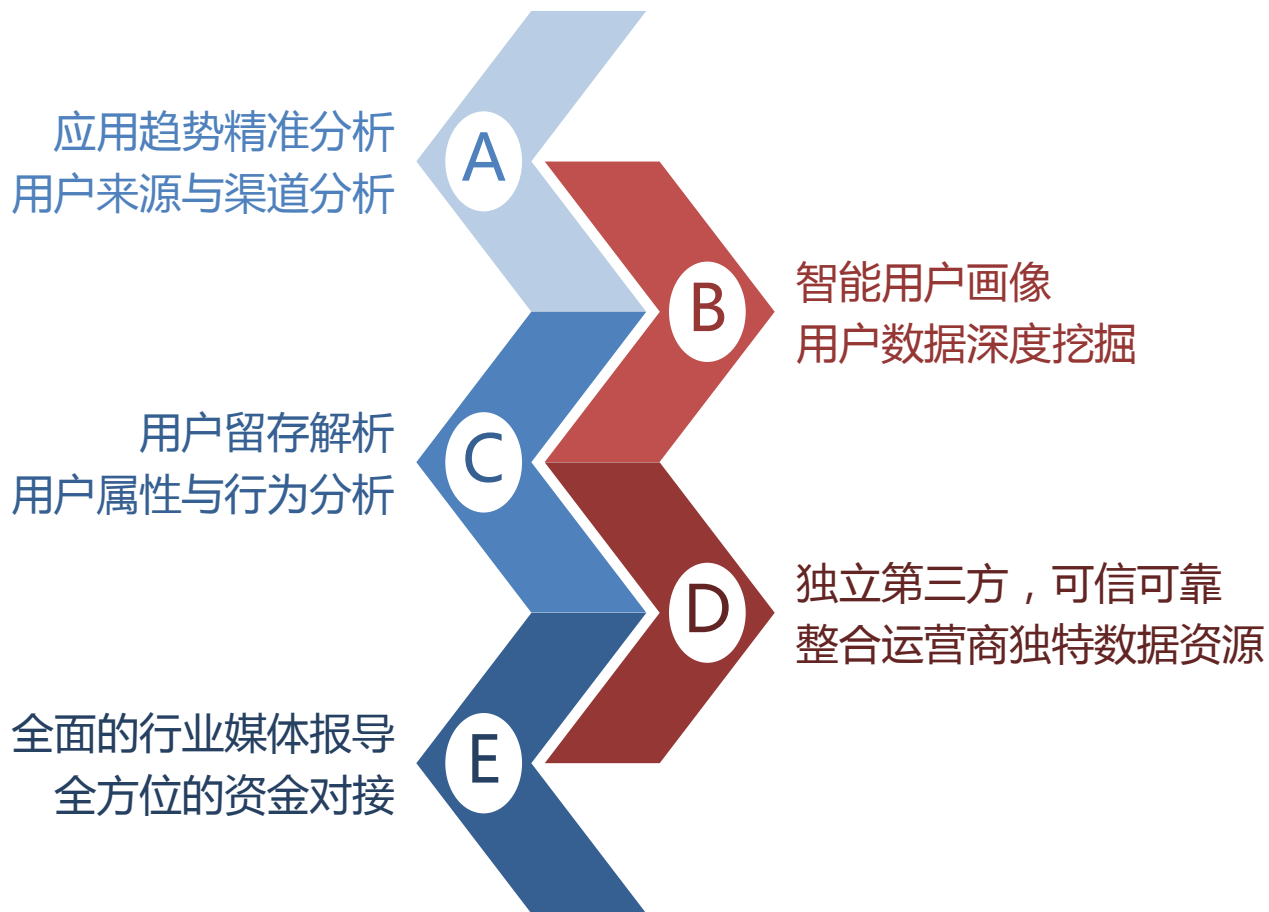 应用趋势精准分析
用户来源与渠道分析
A
B
智能用户画像
用户数据深度挖掘
用户留存解析
用户属性与行为分析
C
D
独立第三方，可信可靠
整合运营商独特数据资源
全面的行业媒体报导
全方位的资金对接
E